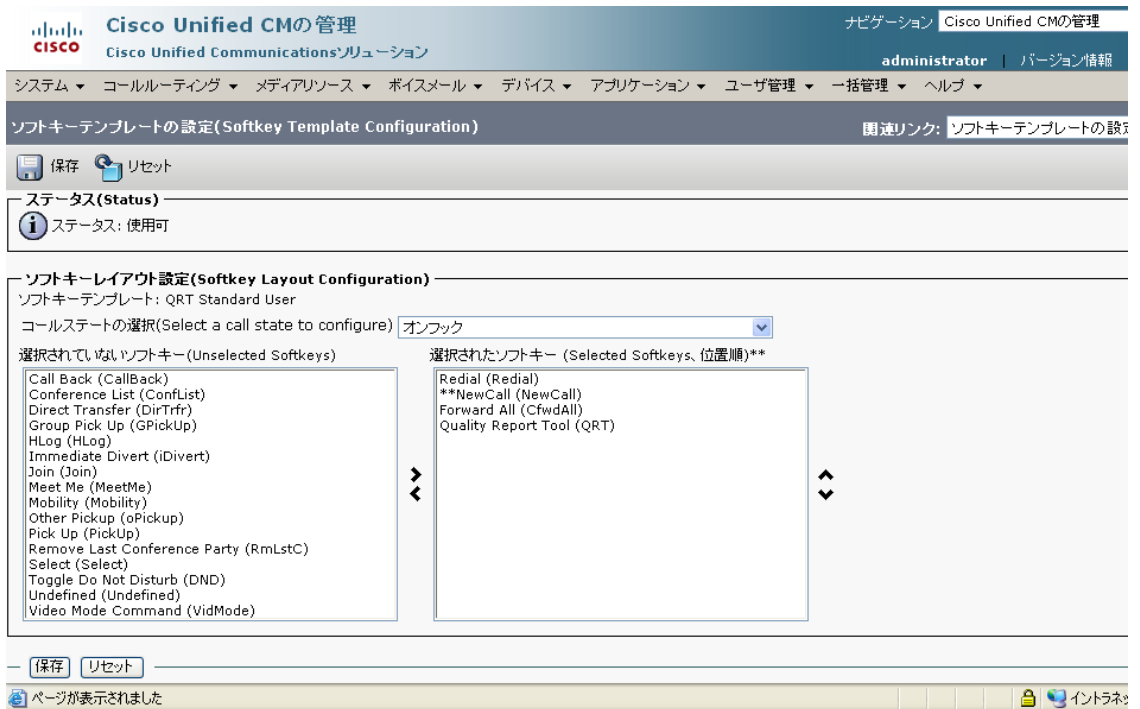 CISCO
Cisco Unified CMの管理
Cisco Unified Communicationsソリューション
ナビゲーション Cisco Unified CMの管理
administrator | バージョン情報
システム ▼ コールルーティング ▼ メディアリソース ▼ ボイスメール ▼ デバイス ▼ アプリケーション ▼ ユーザ管理 ▼ 一括管理 ▼ ヘルプ ▼
ソフトキーテンプレートの設定(Softkey Template Configuration)
関連リンク: ソフトキーテンプレートの設定
保存 リセット
ステータス(Status)
ステータス: 使用可
ソフトキーレイアウト設定(Softkey Layout Configuration)
ソフトキーテンプレート: QRT Standard User
コールステートの選択(Select a call state to configure) オンフック
選択されていないソフトキー(Unselected Softkeys)
Call Back (CallBack)
Conference List (ConfList)
Direct Transfer (DirTrfr)
Group Pick Up (GPickUp)
HLog (HLog)
Immediate Divert (iDivert)
Join (Join)
Meet Me (MeetMe)
Mobility (Mobility)
Other Pickup (oPickup)
Pick Up (PickUp)
Remove Last Conference Party (RmLstC)
Select (Select)
Toggle Do Not Disturb (DND)
Undefined (Undefined)
Video Mode Command (VidMode)
選択されたソフトキー (Selected Softkeys、位置順)**
Redial (Redial)
**NewCall (NewCall)
Forward All (CfwdAll)
Quality Report Tool (QRT)
保存 リセット
ページが表示されました
イントラネッ